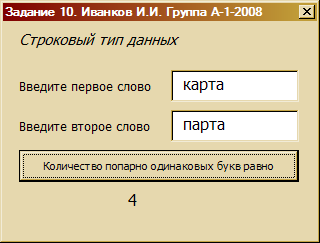 Задание 10. Иванков И.И. Группа А-1-2008
Строковый тип данных
Введите первое слово карта
Введите второе слово парта
Количество попарно одинаковых букв равно
4